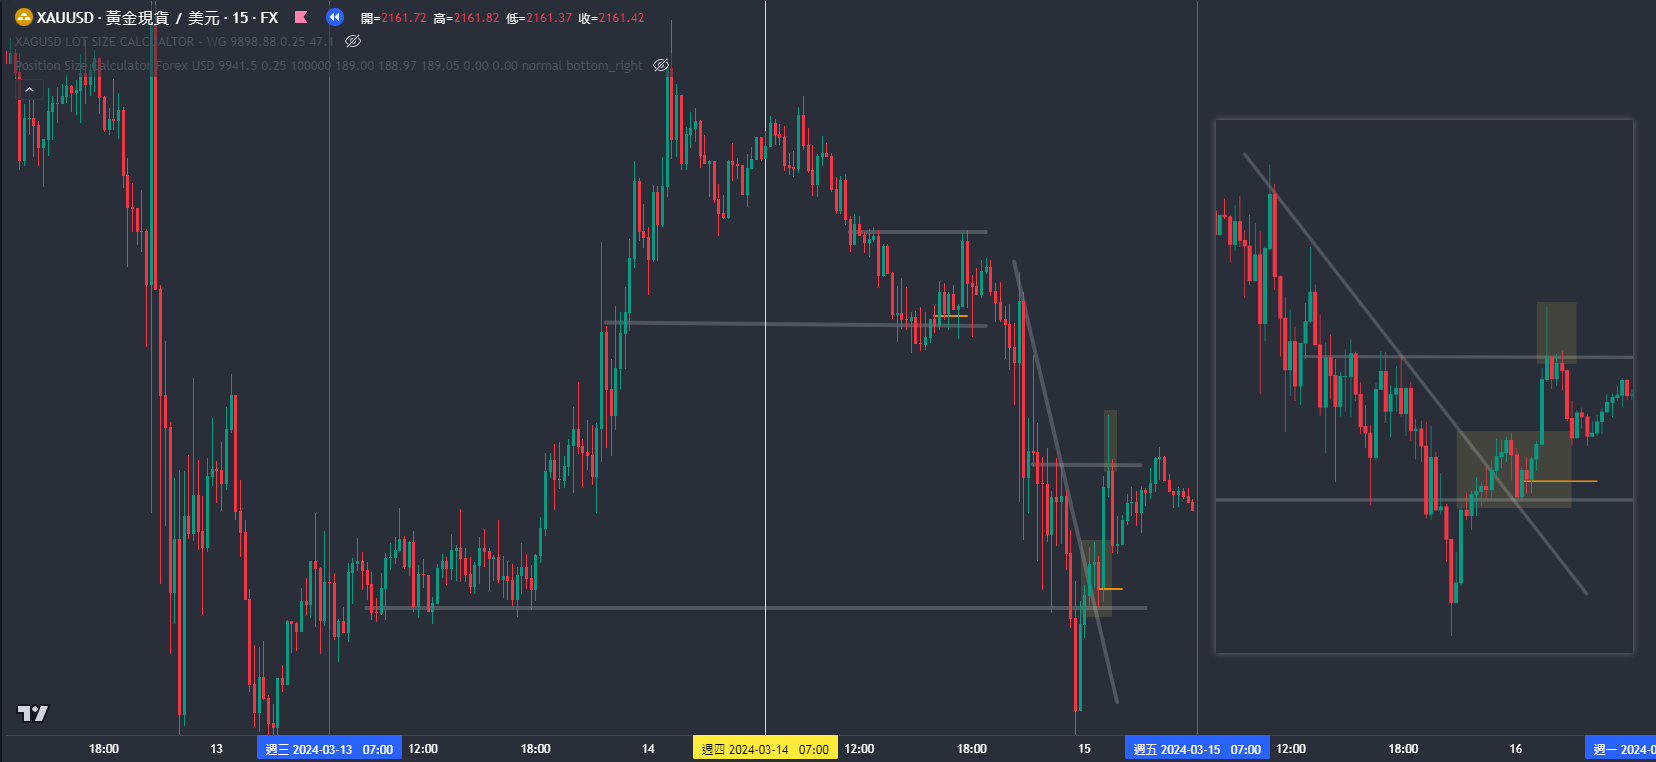 XAUUSD · 黃金現貨 / 美元 · 15 · FX 開=2161.72 高=2161.82 低=2161.37 收=2161.42
XAGUSD LOT SIZE CALCUALTOR - WG 9898.88 0.25 47.1
Position Size Calculator Forex USD 9941.5 0.25 100000 189.00 188.97 189.05 0.00 0.00 normal bottom_right
18:00 13 週三 2024-03-13 07:00 12:00 18:00 14 週四 2024-03-14 07:00 12:00 18:00 15 週五 2024-03-15 07:00 12:00 18:00 16 週一 2024-0